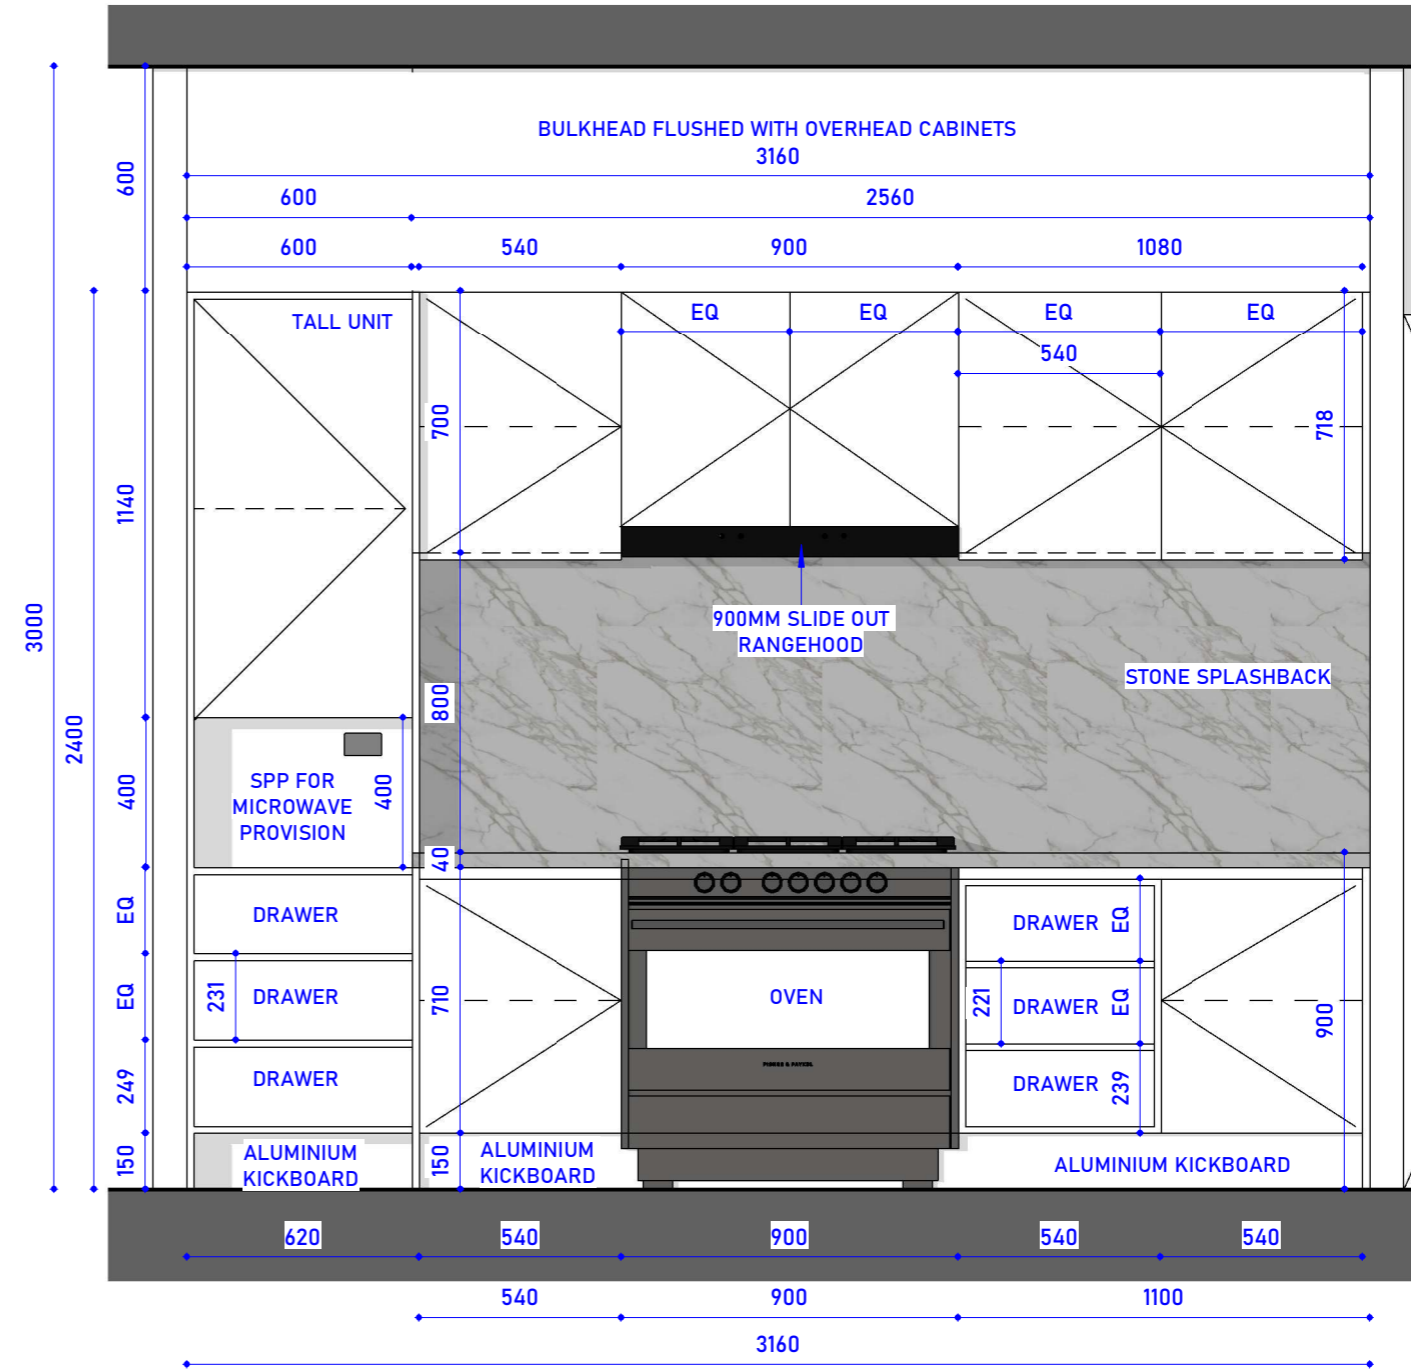 BULKHEAD FLUSHED WITH OVERHEAD CABINETS
3160
600
2560
600
540
900
1080
600
TALL UNIT
EQ
EQ
EQ
EQ
540
700
718
1140
3000
2400
900MM SLIDE OUT
RANGEHOOD
STONE SPLASHBACK
800
400
SPP FOR
MICROWAVE
PROVISION
400
40
EQ
DRAWER
DRAWER
EQ
EQ
231
DRAWER
710
OVEN
221
DRAWER
EQ
900
249
DRAWER
FISHER & PAYKEL
DRAWER
239
150
ALUMINIUM
KICKBOARD
150
ALUMINIUM
KICKBOARD
ALUMINIUM KICKBOARD
620
540
900
540
540
540
900
1100
3160